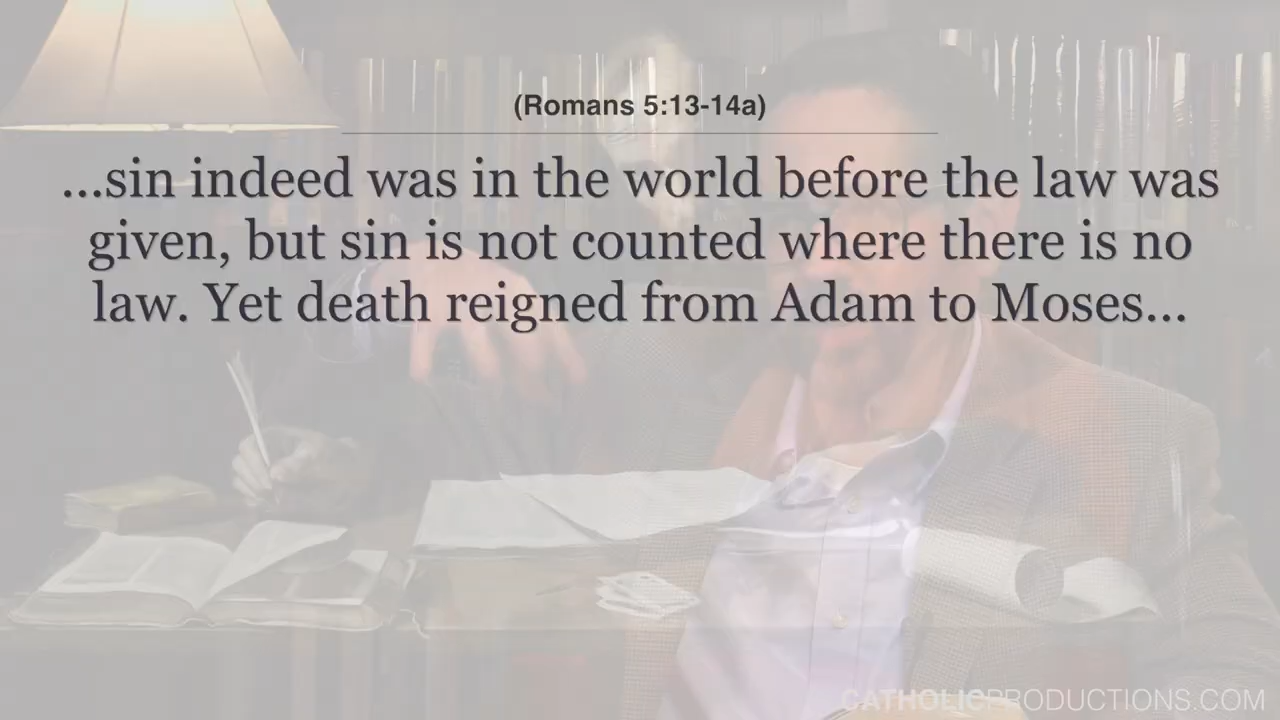 (Romans 5:13-14a)
...sin indeed was in the world before the law was
given, but sin is not counted where there is no
law. Yet death reigned from Adam to Moses...
CATHOLICPRODUCTIONS.COM